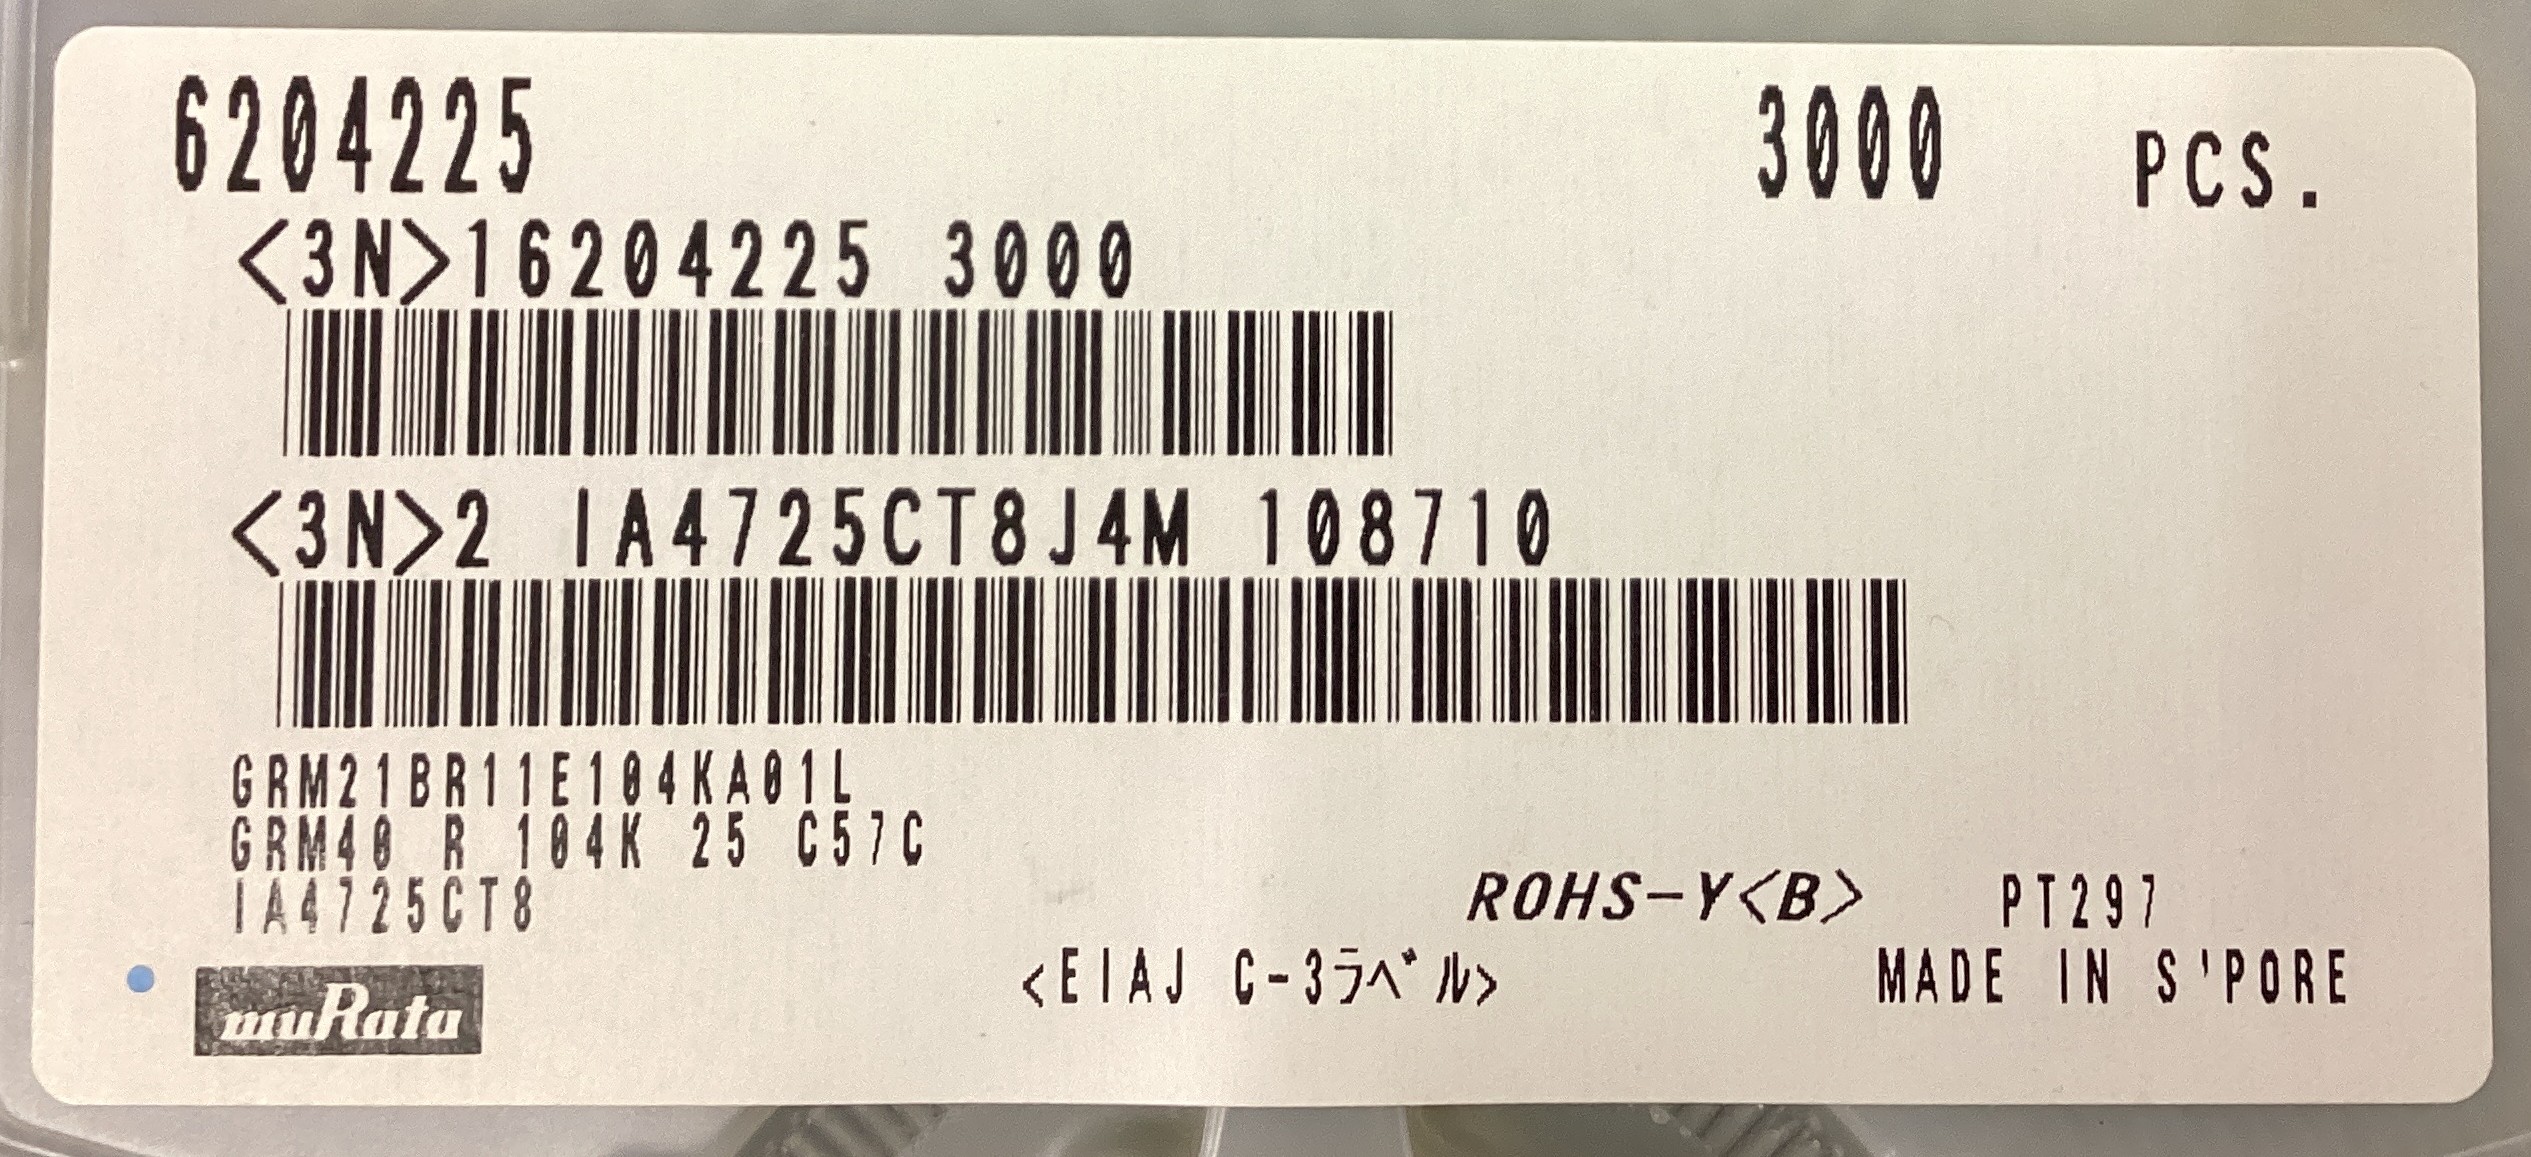 6204225 3000 PCS.
<3N>16204225 3000
<3N>2 IA4725CT8J4M 108710
GRM21BR11E104KA01L
GRM40 R 104K 25 C57C
IA4725CT8
ROHS-Y<B> PT297
<EIAJ C-3ラベル> MADE IN S'PORE
muRata